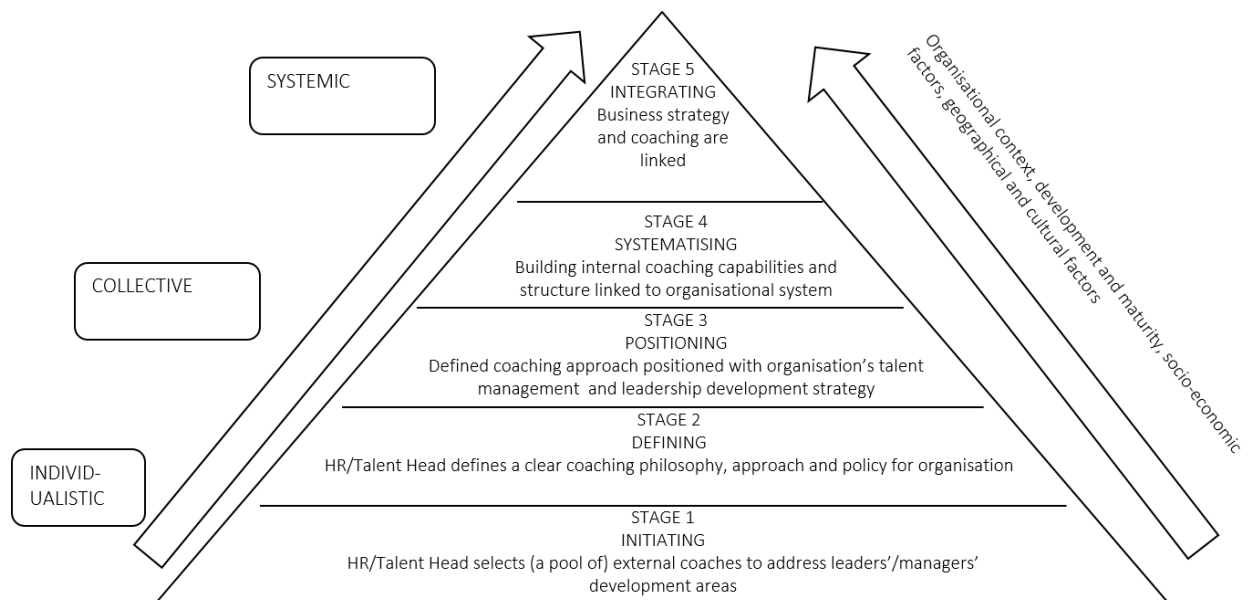 SYSTEMIC
COLLECTIVE
INDIVID-
UALISTIC
STAGE 5
INTEGRATING
Business strategy
and coaching are
linked
STAGE 4
SYSTEMATISING
Building internal coaching capabilities and
structure linked to organisational system
STAGE 3
POSITIONING
Defined coaching approach positioned with organisation’s talent
management and leadership development strategy
STAGE 2
DEFINING
HR/Talent Head defines a clear coaching philosophy, approach and policy for organisation
STAGE 1
INITIATING
HR/Talent Head selects (a pool of) external coaches to address leaders’/managers’
development areas
Organisational context, development and maturity, socio-economic
factors, geographical and cultural factors